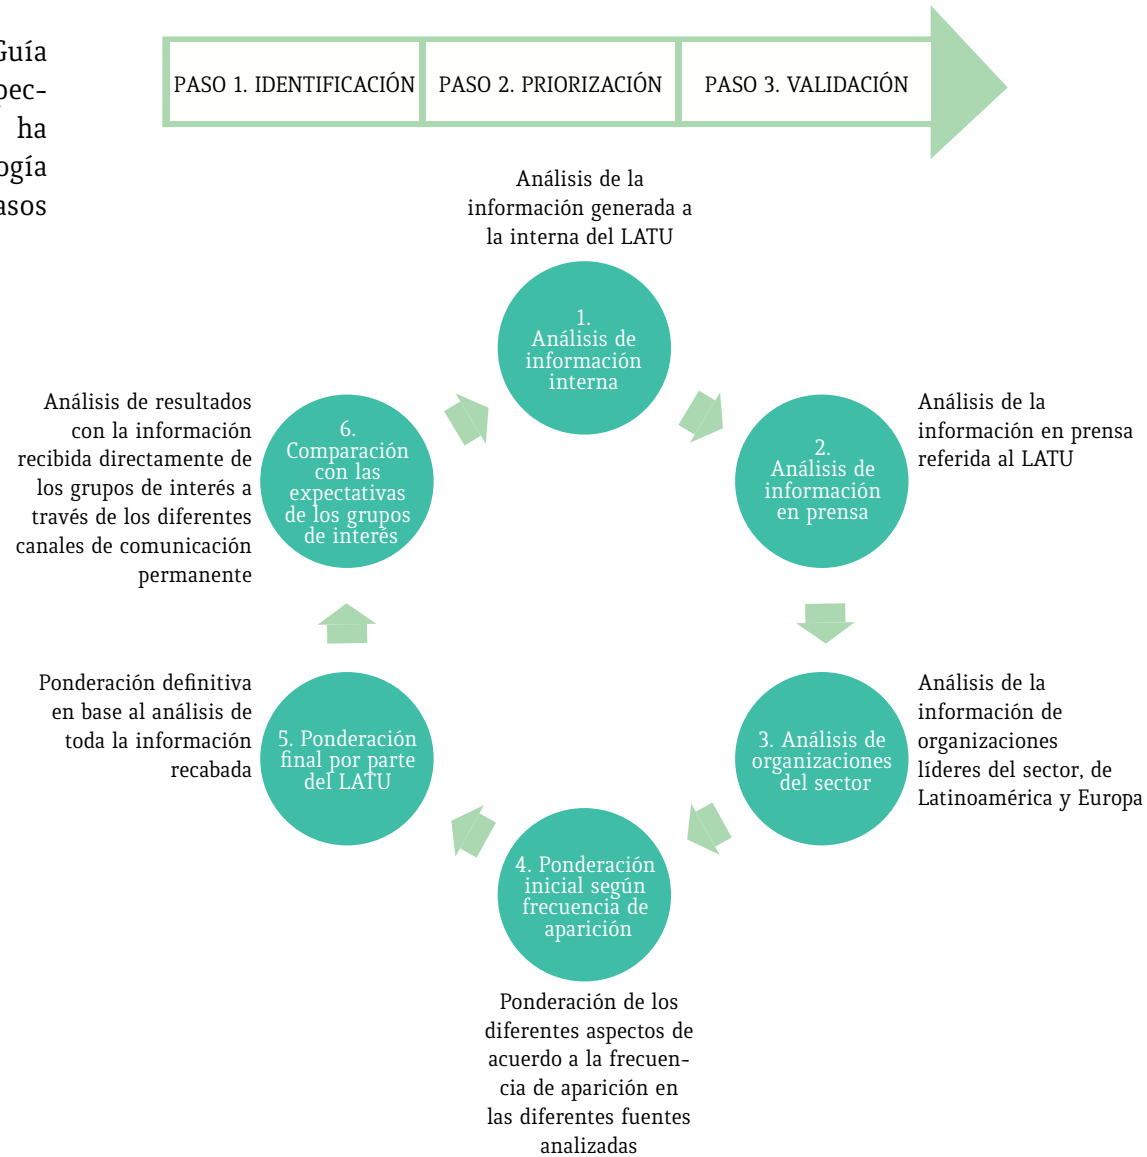 Guía
pec-
ha
ogía
asos
PASO 1. IDENTIFICACIÓN
PASO 2. PRIORIZACIÓN
PASO 3. VALIDACIÓN
Análisis de la
información generada a
la interna del LATU
1.
Análisis de
información
interna
2.
Análisis de
información
en prensa
Análisis de la
información en prensa
referida al LATU
3. Análisis de
organizaciones
del sector
Análisis de la
información de
organizaciones
líderes del sector, de
Latinoamérica y Europa
4. Ponderación
inicial según
frecuencia de
aparición
Ponderación de los
diferentes aspectos de
acuerdo a la frecuen-
cia de aparición en
las diferentes fuentes
analizadas
5. Ponderación
final por parte
del LATU
Ponderación definitiva
en base al análisis de
toda la información
recabada
6.
Comparación
con las
expectativas
de los grupos
de interés
Análisis de resultados
con la información
recibida directamente de
los grupos de interés a
través de los diferentes
canales de comunicación
permanente